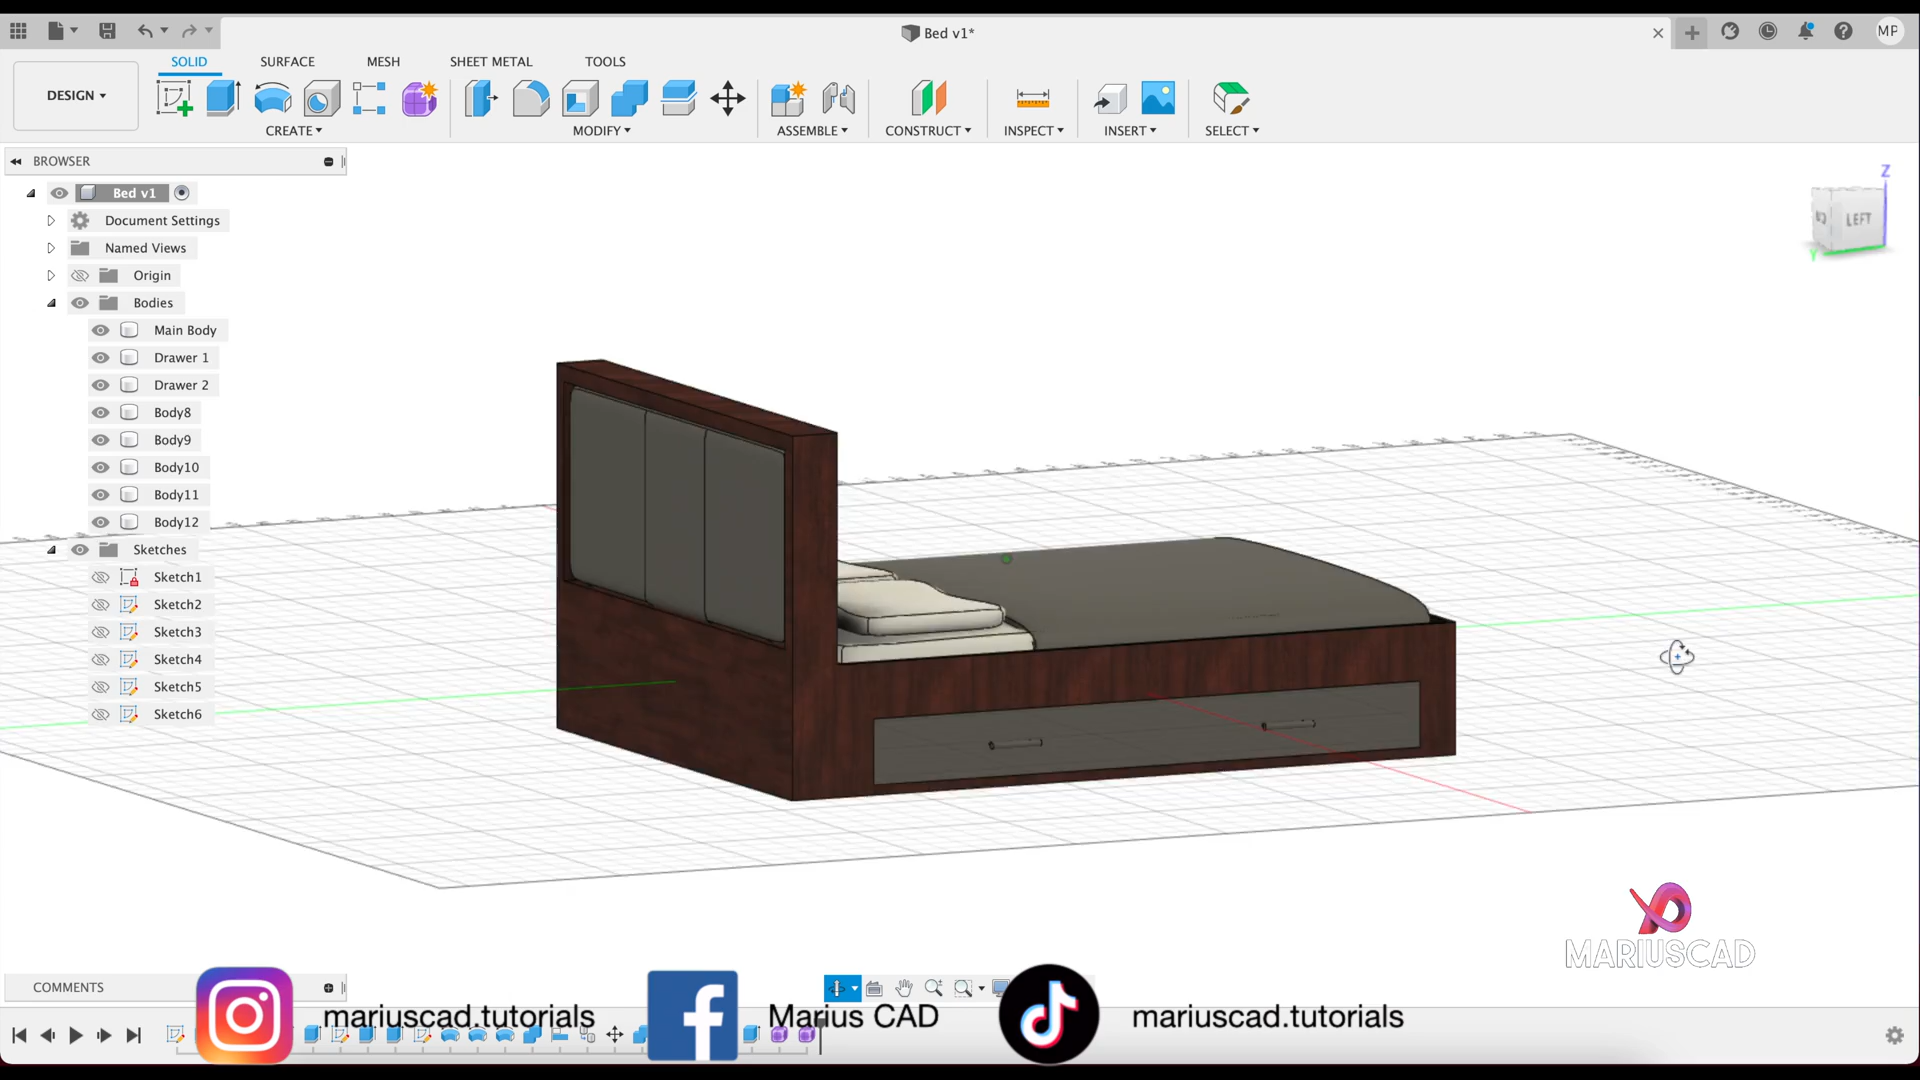 Bed v1*
MP
SOLID
SURFACE
MESH
SHEET METAL
TOOLS
DESIGN
CREATE
MODIFY
ASSEMBLE
CONSTRUCT
INSPECT
INSERT
SELECT
BROWSER
Bed v1
Document Settings
Named Views
Origin
Bodies
Main Body
Drawer 1
Drawer 2
Body8
Body9
Body10
Body11
Body12
Sketches
Sketch1
Sketch2
Sketch3
Sketch4
Sketch5
Sketch6
Z
LEFT
Y
MARIUSCAD
COMMENTS
mariuscad.tutorials
Marius CAD
mariuscad.tutorials